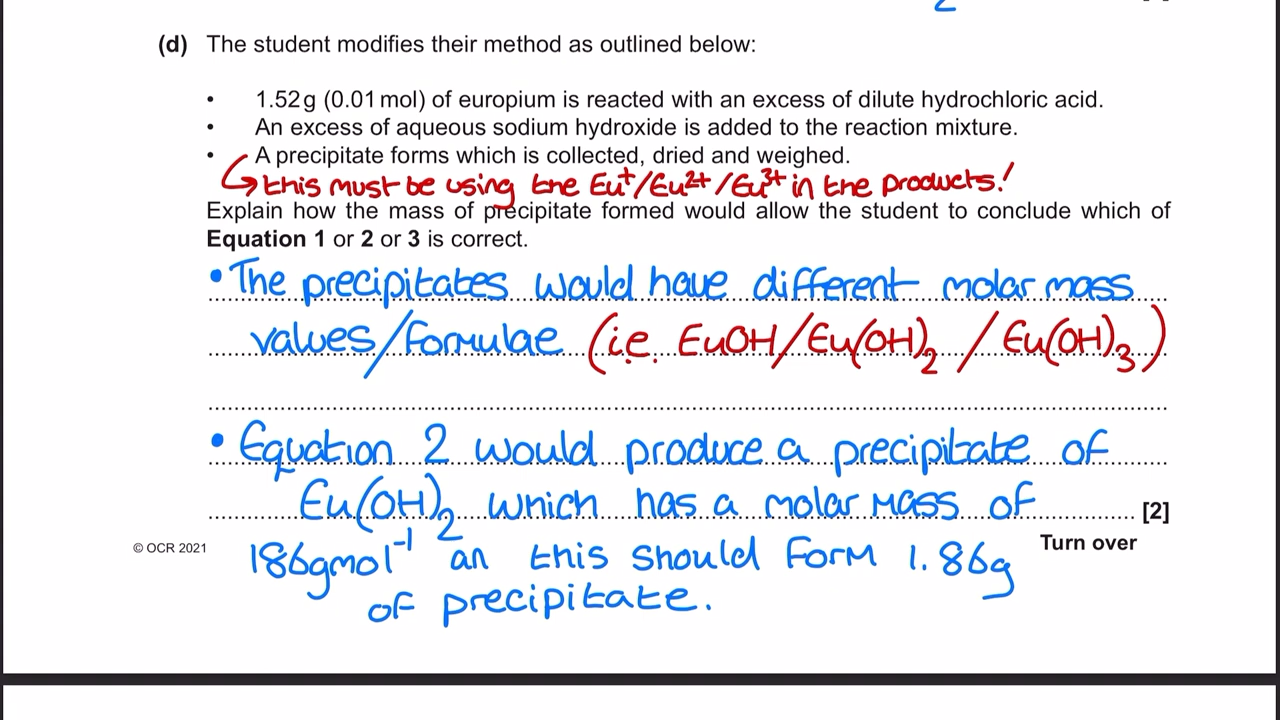 (d) The student modifies their method as outlined below:
• 1.52g (0.01 mol) of europium is reacted with an excess of dilute hydrochloric acid.
• An excess of aqueous sodium hydroxide is added to the reaction mixture.
• A precipitate forms which is collected, dried and weighed.
↳ this must be using the Eu⁺/Eu²⁺/Eu³⁺ in the products!
Explain how the mass of precipitate formed would allow the student to conclude which of
Equation 1 or 2 or 3 is correct.
• The precipitates would have different molar mass
values/formulae (i.e. EuOH/Eu(OH)₂ / Eu(OH)₃)
• Equation 2 would produce a precipitate of
Eu(OH)₂ which has a molar mass of
[2]
© OCR 2021
Turn over
186gmol⁻¹ an this should form 1.86g
of precipitate.